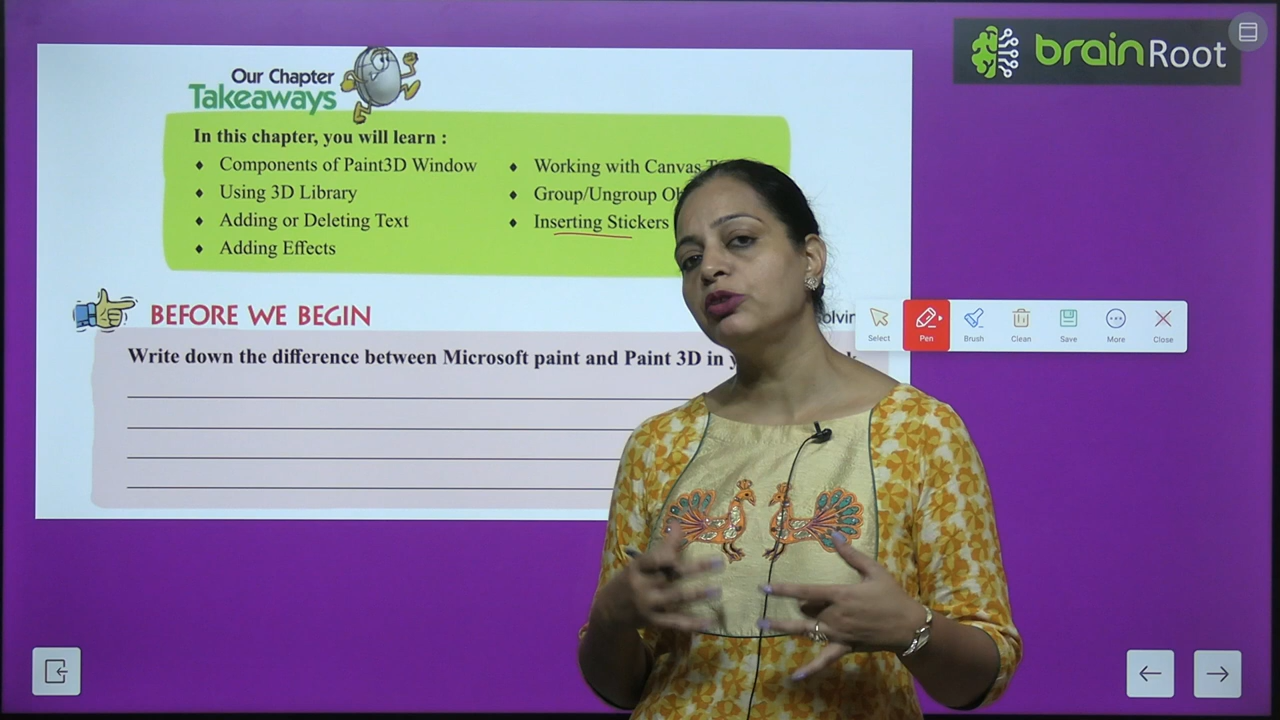 brainRoot
Our Chapter
Takeaways
In this chapter, you will learn :
Components of Paint3D Window
Using 3D Library
Adding or Deleting Text
Adding Effects
Working with Canvas
Group/Ungroup
Inserting Stickers
BEFORE WE BEGIN
Write down the difference between Microsoft paint and Paint 3D in
Select
Pen
Brush
Clean
Save
More
Close